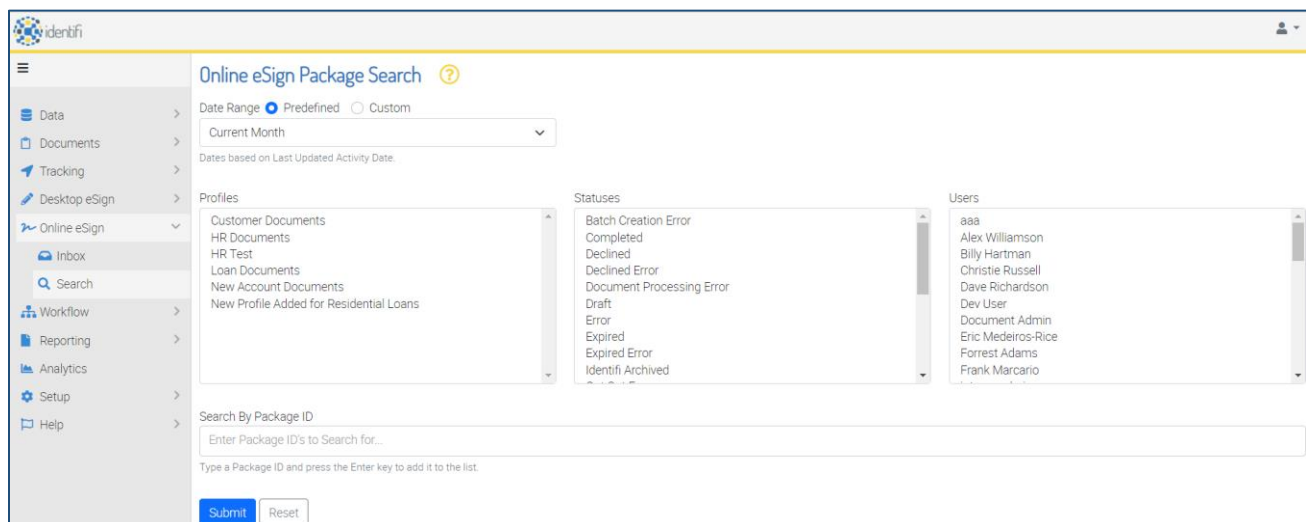 identifi
Online eSign Package Search ?
Date Range Predefined Custom
Current Month
Dates based on Last Updated Activity Date.
Data
Documents
Tracking
Desktop eSign
Online eSign
Inbox
Search
Workflow
Reporting
Analytics
Setup
Help
Profiles
Customer Documents
HR Documents
HR Test
Loan Documents
New Account Documents
New Profile Added for Residential Loans
Statuses
Batch Creation Error
Completed
Declined
Declined Error
Document Processing Error
Draft
Error
Expired
Expired Error
Identifi Archived
Users
aaa
Alex Williamson
Billy Hartman
Christie Russell
Dave Richardson
Dev User
Document Admin
Eric Medeiros-Rice
Forrest Adams
Frank Marcario
Search By Package ID
Enter Package ID's to Search for...
Type a Package ID and press the Enter key to add it to the list.
Submit Reset